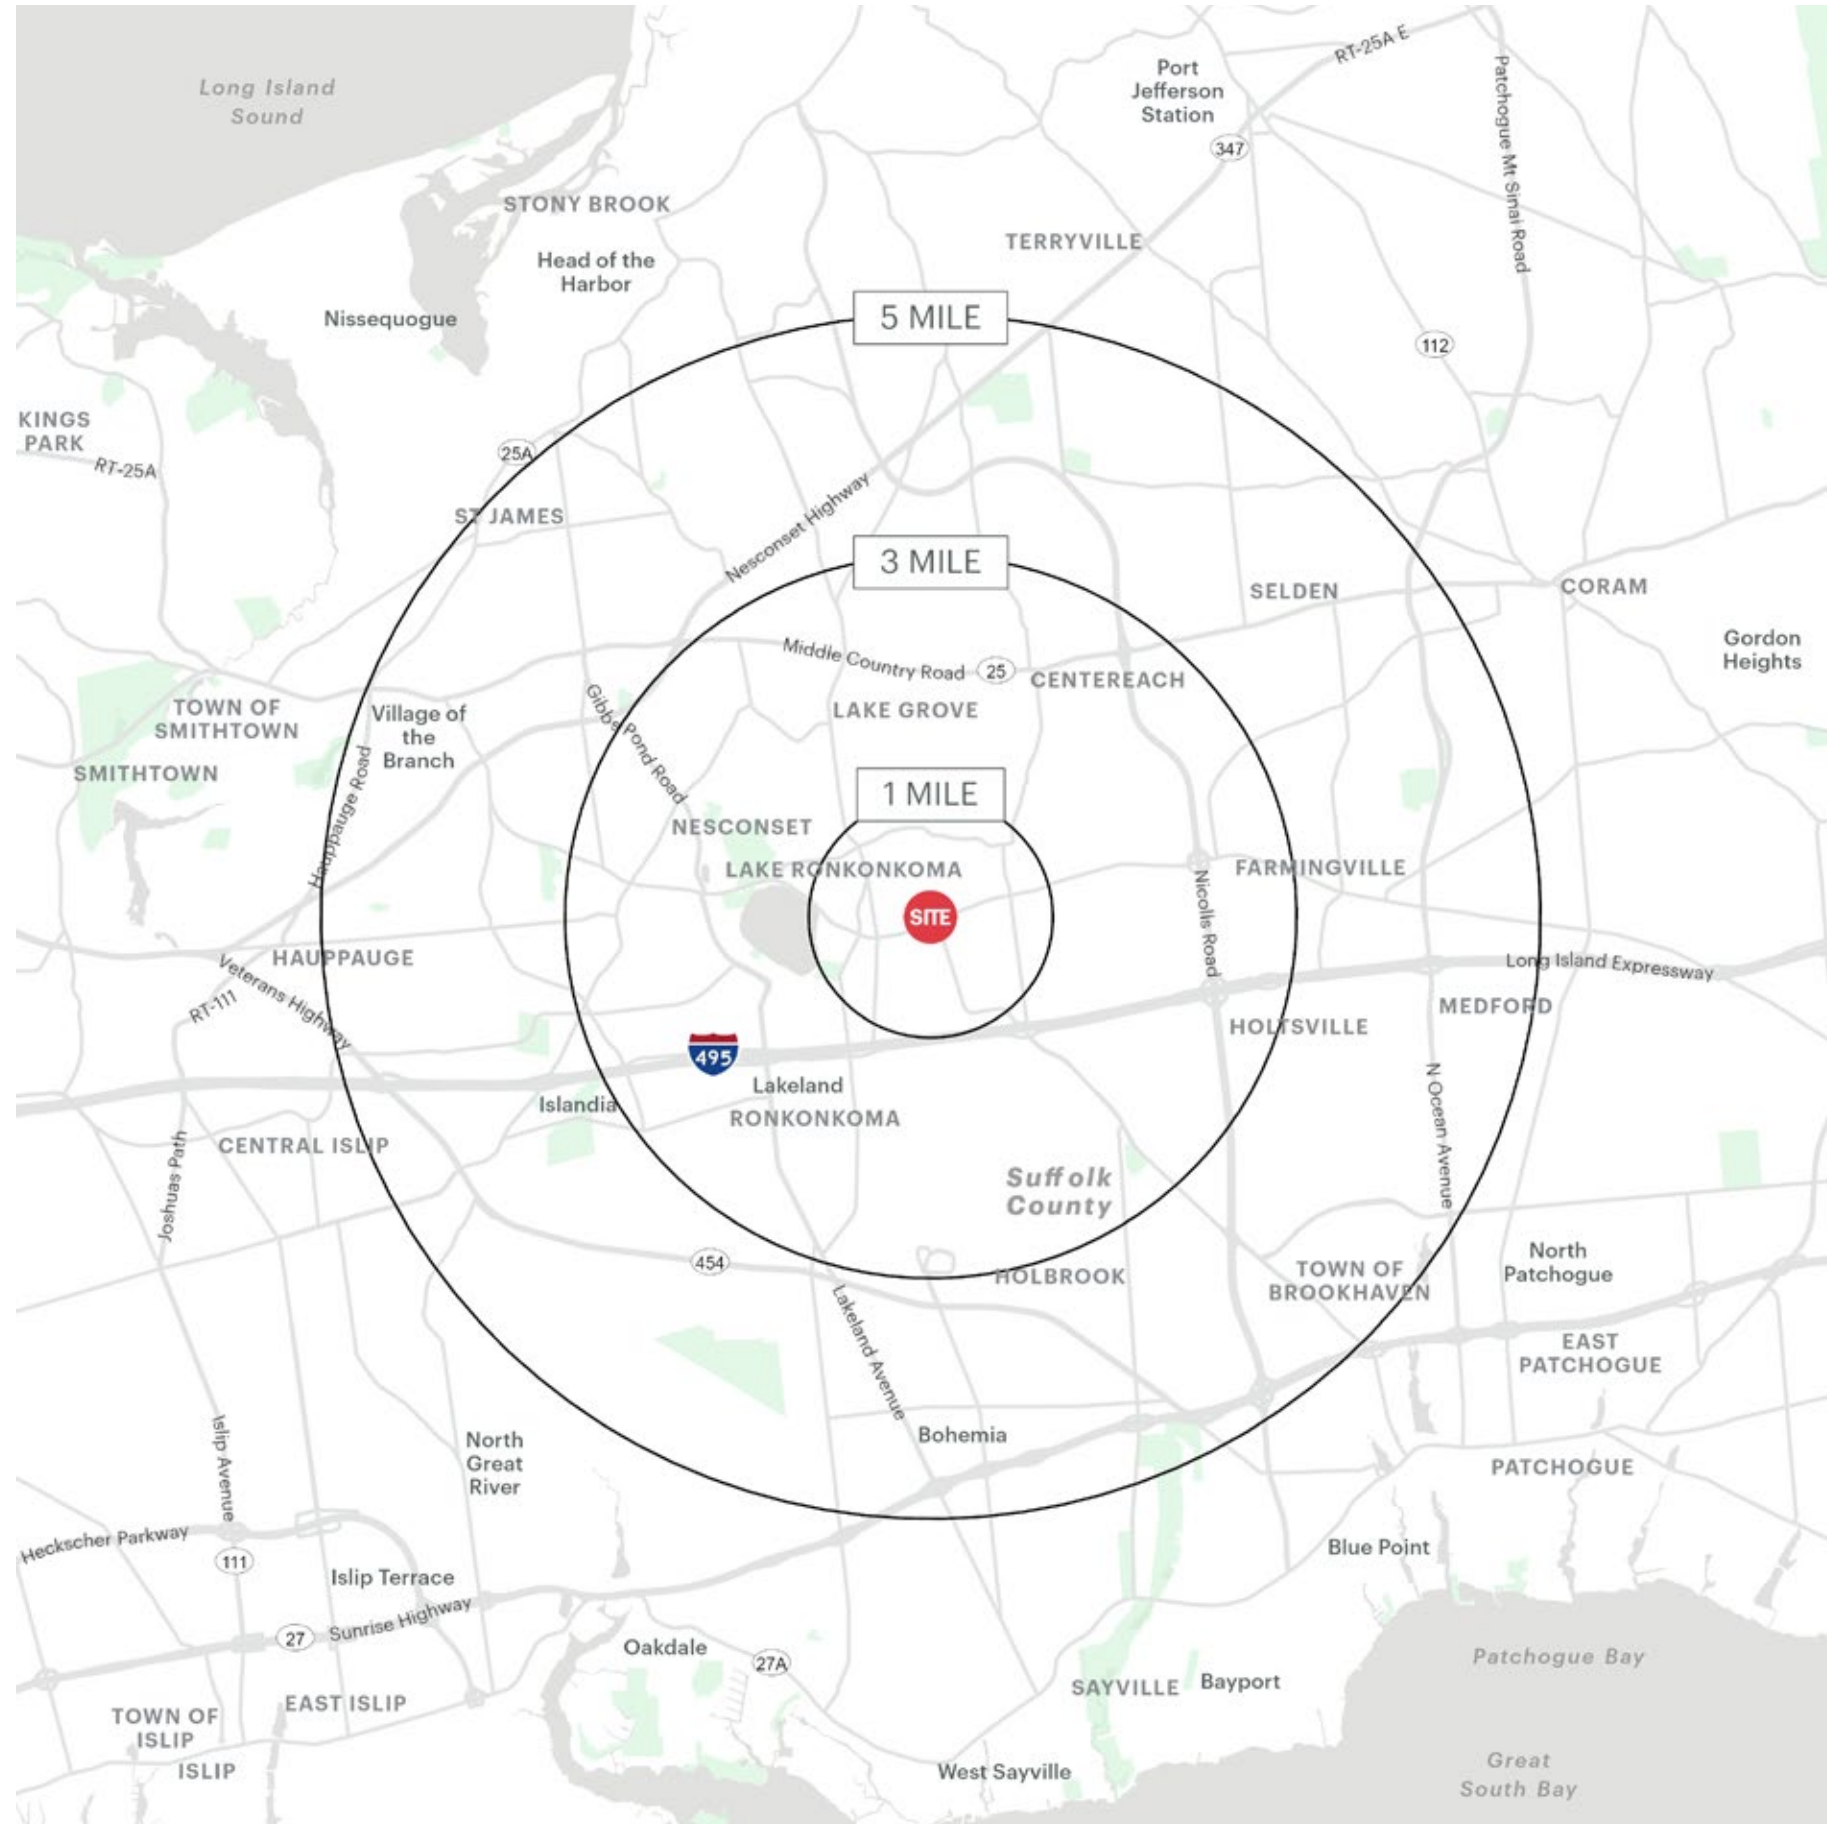 Long Island
Sound
Port
Jefferson
Station
RT-25A E
347
Patchogue Mt Sinai Road
STONY BROOK
TERRYVILLE
Head of the
Harbor
Nissequogue
5 MILE
112
KINGS
PARK
RT-25A
25A
ST JAMES
Nesconset Highway
3 MILE
SELDEN
CORAM
Gordon
Heights
Middle Country Road
25
CENTEREACH
LAKE GROVE
Gibbs Pond Road
TOWN OF
SMITHTOWN
Village of
the
Branch
SMITHTOWN
Hauppauge Road
1 MILE
NESCONSET
LAKE RONKONKOMA
FARMINGVILLE
SITE
Nicolls Road
HAUPPAUGE
Veterans Highway
RT-111
Long Island Expressway
MEDFORD
HOLTSVILLE
495
Lakeland
Islandia
RONKONKOMA
N Ocean Avenue
CENTRAL ISLIP
Joshuas Path
Suffolk
County
454
HOLBROOK
TOWN OF
BROOKHAVEN
North
Patchogue
Lakeland Avenue
EAST
PATCHOGUE
Islip Avenue
North
Great
River
Bohemia
PATCHOGUE
Heckscher Parkway
111
Islip Terrace
Blue Point
27
Sunrise Highway
Oakdale
27A
Patchogue Bay
SAYVILLE
Bayport
EAST ISLIP
TOWN OF
ISLIP
ISLIP
West Sayville
Great
South Bay